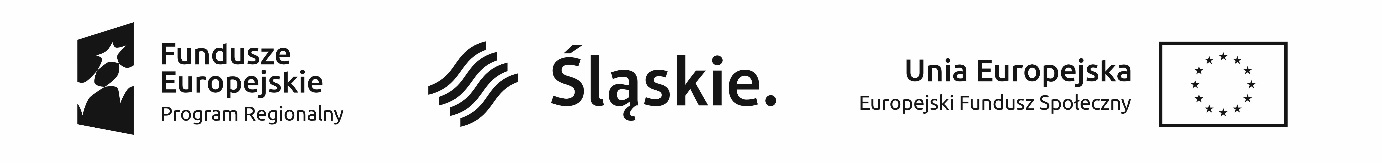 Fundusze
Europejskie
Program Regionalny
Śląskie.
Unia Europejska
Europejski Fundusz Społeczny